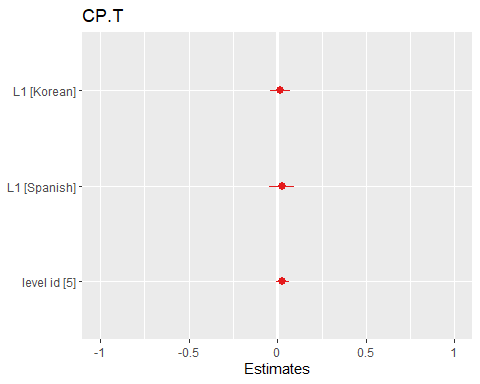 CP.T
L1 [Korean]
L1 [Spanish]
level id [5]
-1 -0.5 0 0.5 1
Estimates